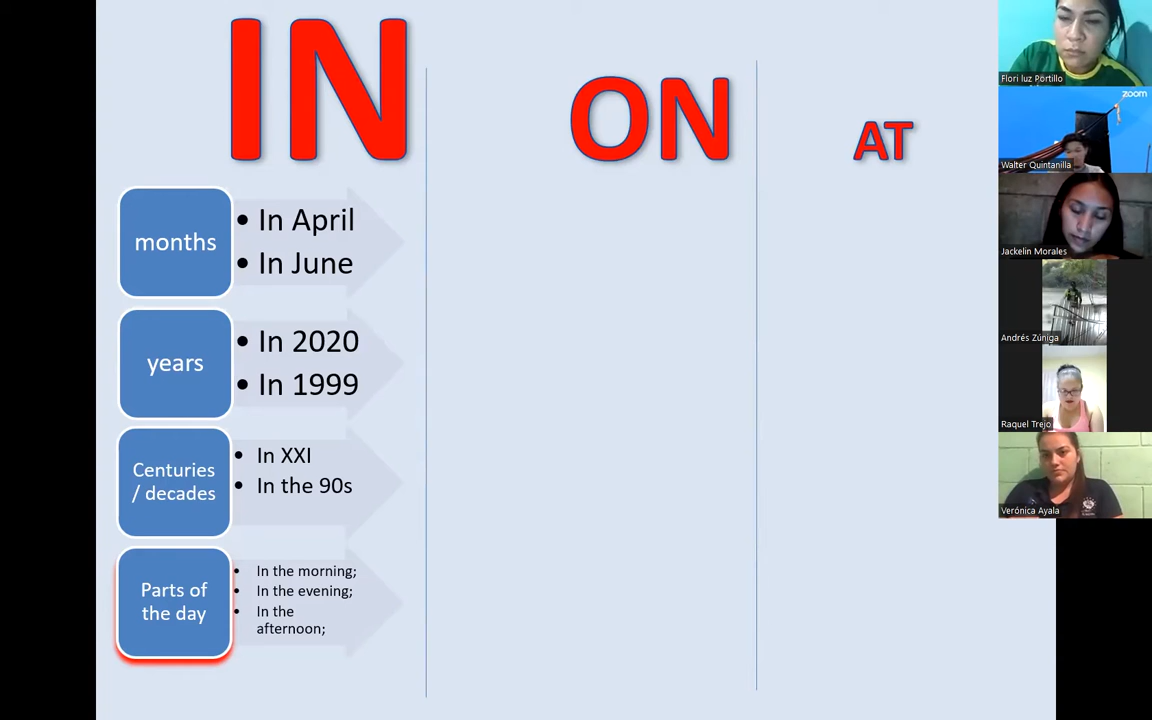 IN
ON
AT
months
• In April
• In June
years
• In 2020
• In 1999
Centuries
/ decades
• In XXI
• In the 90s
Parts of
the day
• In the morning;
• In the evening;
• In the
afternoon;
Flori luz Portillo
zoom
Walter Quintanilla
Jackelin Morales
Andrés Zúniga
Raquel Trejo
Verónica Ayala